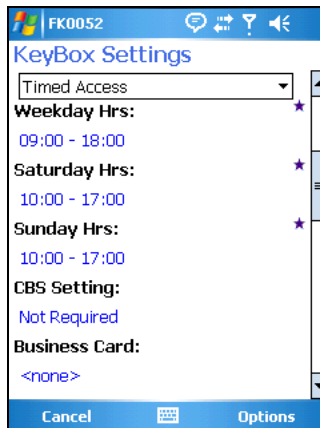 FK0052
KeyBox Settings
Timed Access
Weekday Hrs:
09:00 - 18:00
Saturday Hrs:
10:00 - 17:00
Sunday Hrs:
10:00 - 17:00
CBS Setting:
Not Required
Business Card:
<none>
Cancel Options